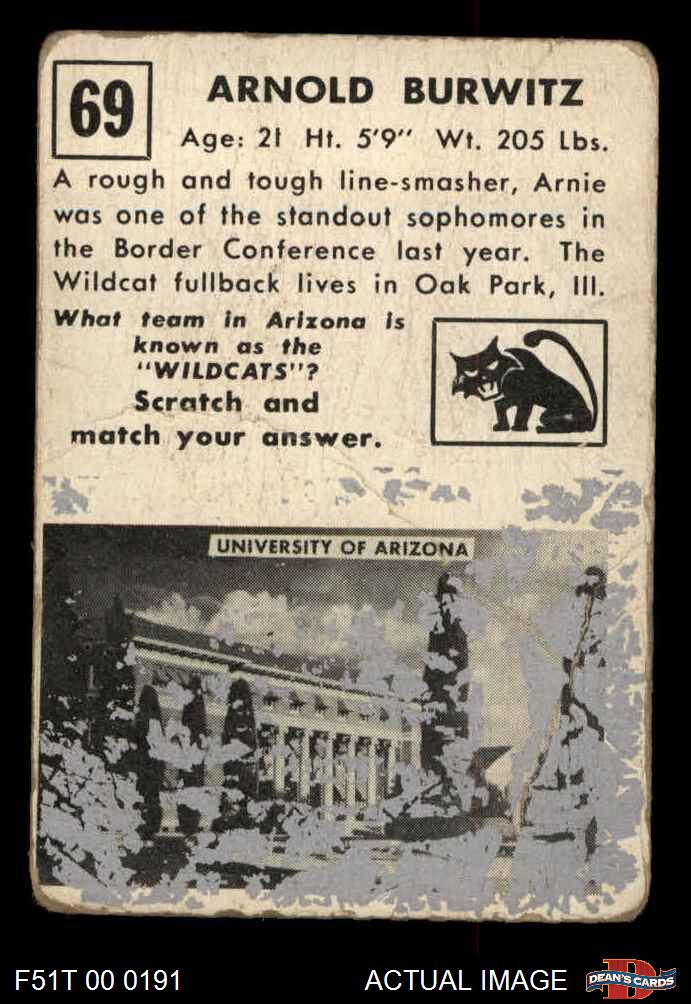 69
ARNOLD BURWITZ
Age: 21 Ht. 5'9" Wt. 205 Lbs.
A rough and tough line-smasher, Arnie
was one of the standout sophomores in
the Border Conference last year. The
Wildcat fullback lives in Oak Park, Ill.
What team in Arizona is
known as the
"WILDCATS"?
Scratch and
match your answer.
UNIVERSITY OF ARIZONA
F51T 00 0191
ACTUAL IMAGE
DEAN'S CARDS